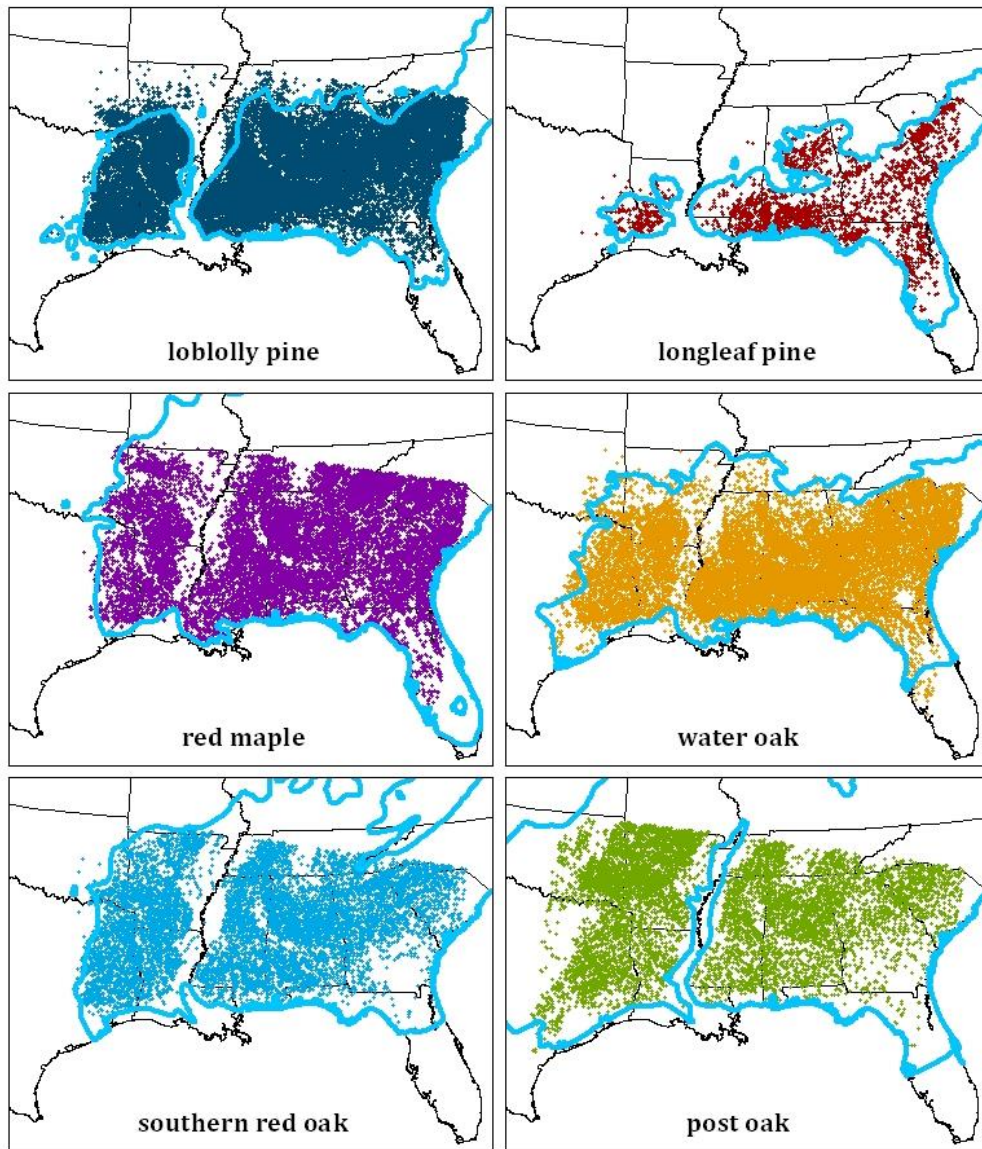 loblolly pine
longleaf pine
red maple
water oak
southern red oak
post oak